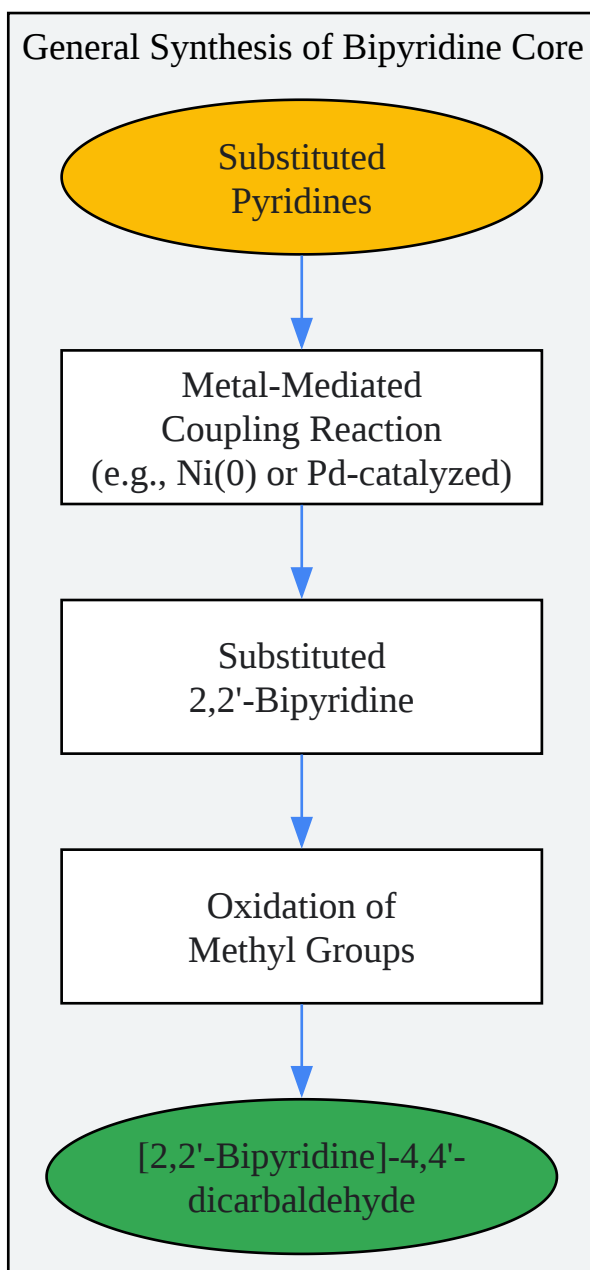 General Synthesis of Bipyridine Core
Substituted
Pyridines
Metal-Mediated
Coupling Reaction
(e.g., Ni(0) or Pd-catalyzed)
Substituted
2,2'-Bipyridine
Oxidation of
Methyl Groups
[2,2'-Bipyridine]-4,4'-
dicarbaldehyde